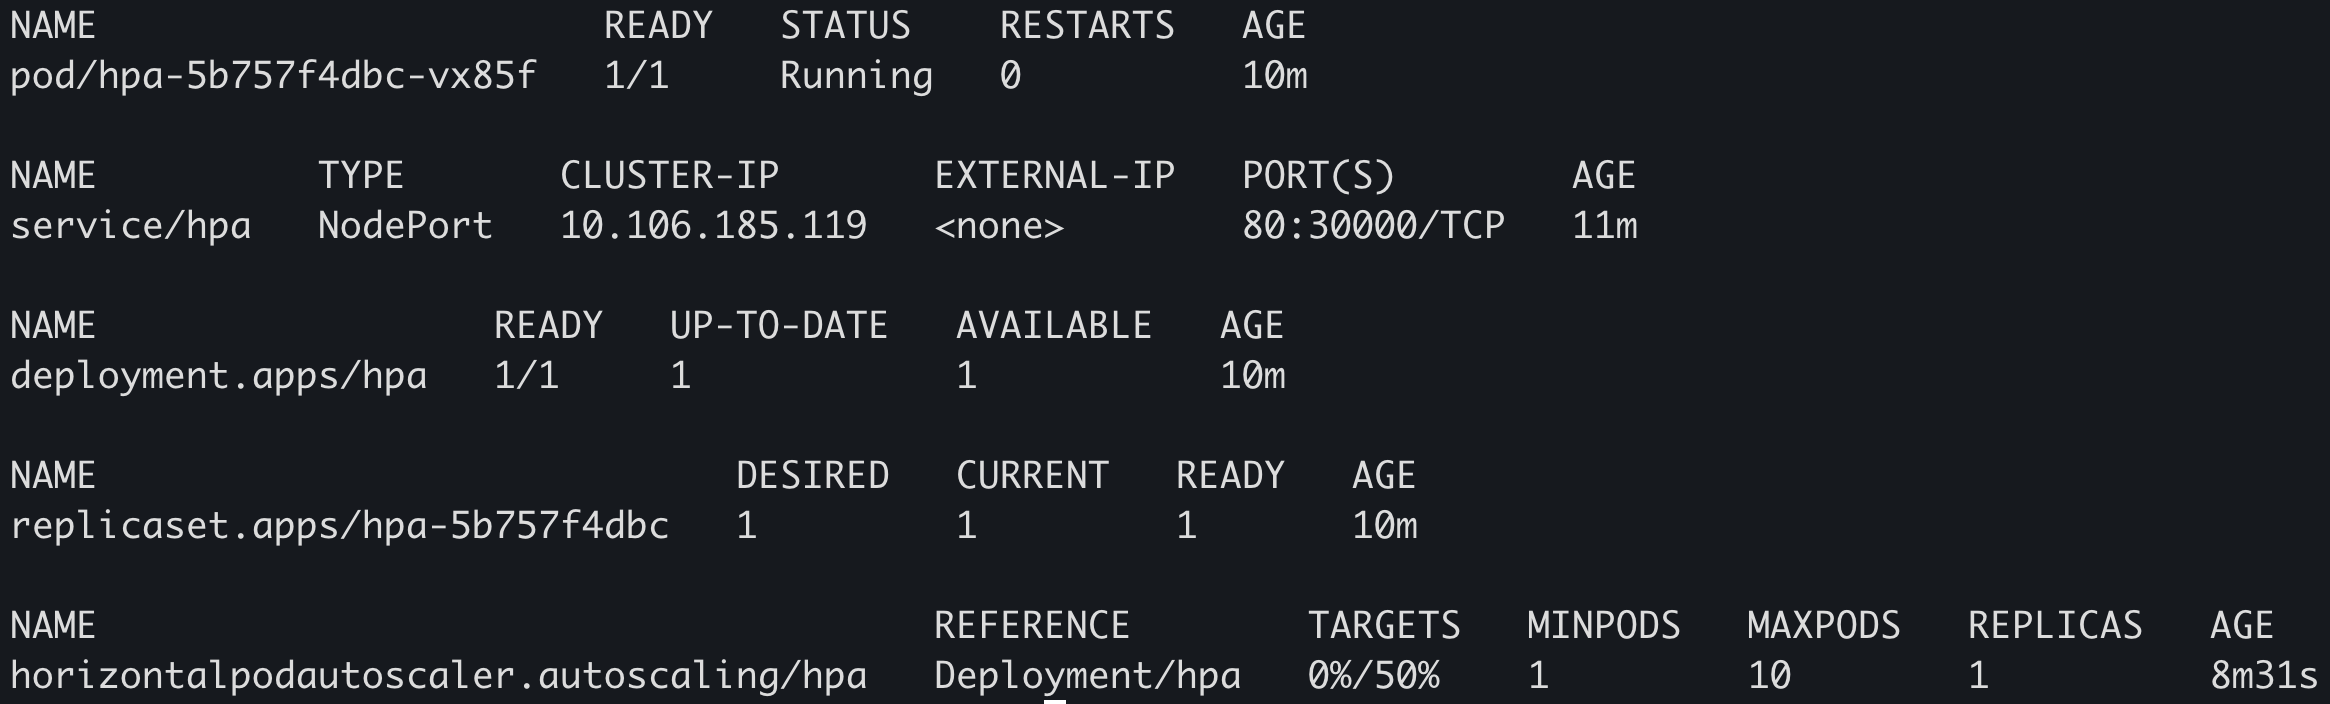 NAME                       READY   STATUS    RESTARTS   AGE
pod/hpa-5b757f4dbc-vx85f   1/1     Running   0          10m
NAME          TYPE       CLUSTER-IP       EXTERNAL-IP   PORT(S)        AGE
service/hpa   NodePort   10.106.185.119   <none>        80:30000/TCP   11m
NAME                  READY   UP-TO-DATE   AVAILABLE   AGE
deployment.apps/hpa   1/1     1            1           10m
NAME                             DESIRED   CURRENT   READY   AGE
replicaset.apps/hpa-5b757f4dbc   1         1         1       10m
NAME                                      REFERENCE        TARGETS   MINPODS   MAXPODS   REPLICAS   AGE
horizontalpodautoscaler.autoscaling/hpa   Deployment/hpa   0%/50%    1         10        1          8m31s